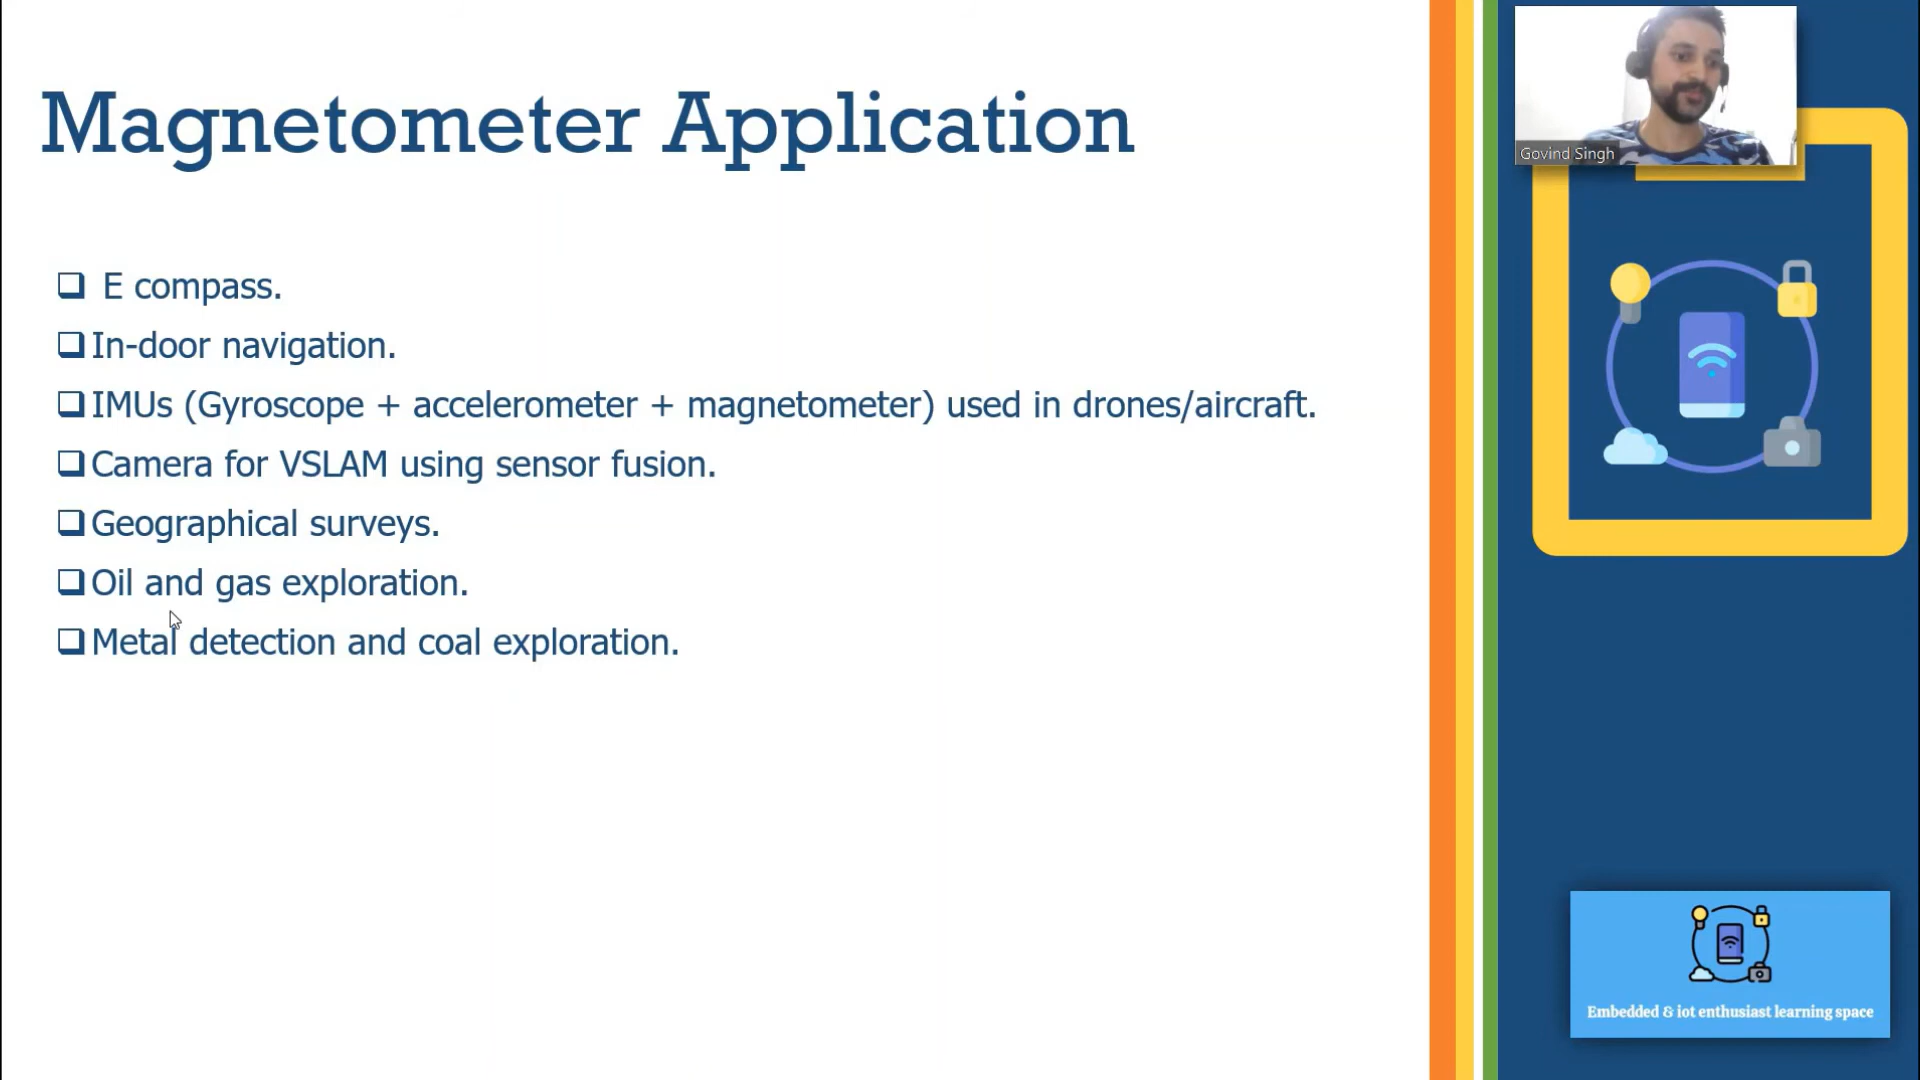 Magnetometer Application
E compass.
In-door navigation.
IMUs (Gyroscope + accelerometer + magnetometer) used in drones/aircraft.
Camera for VSLAM using sensor fusion.
Geographical surveys.
Oil and gas exploration.
Metal detection and coal exploration.
Govind Singh
Embedded & iot enthusiast learning space